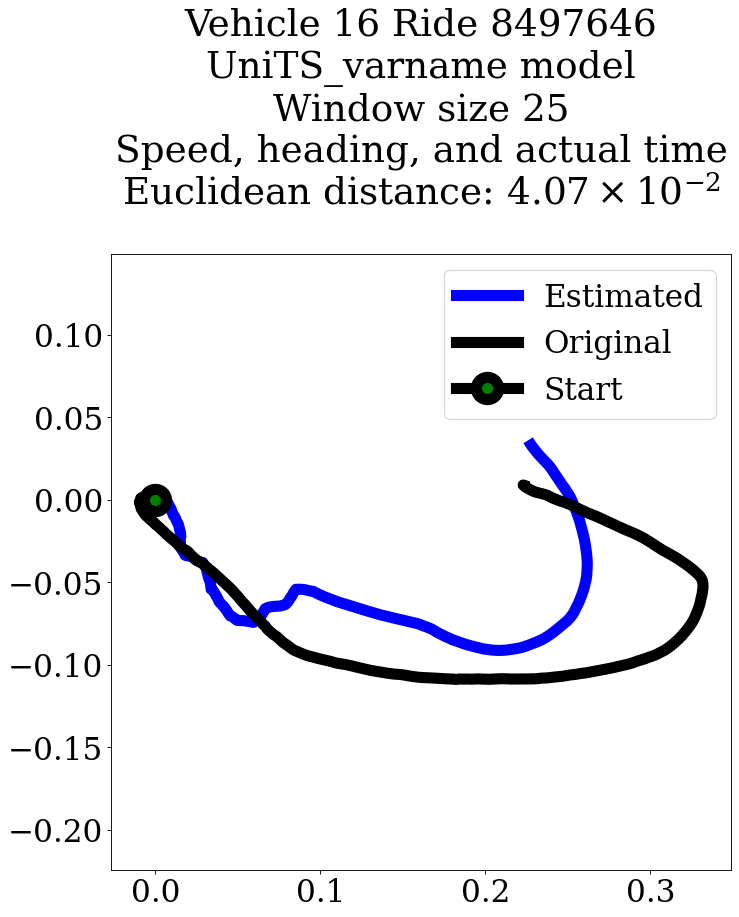 Vehicle 16 Ride 8497646
UniTS_varname model
Window size 25
Speed, heading, and actual time
Euclidean distance: 4.07 × 10⁻²
Estimated
Original
Start
0.10
0.05
0.00
−0.05
−0.10
−0.15
−0.20
0.0 0.1 0.2 0.3